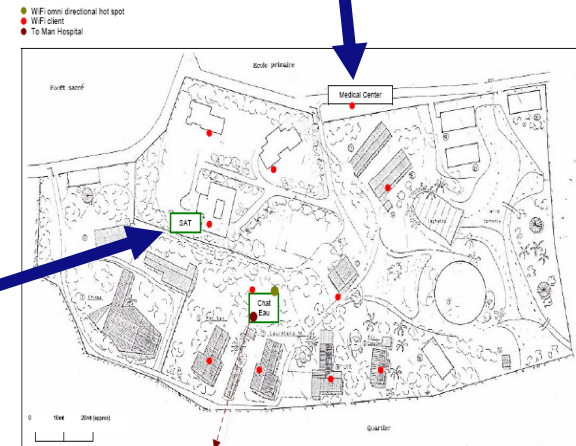 WiFi omni directional hot spot
WiFi client
To Man Hospital
Ecole primaire
Forêt sacré
Medical Center
SAT
Chat
Eau
0 10mt 20mt (approx)
Quartier